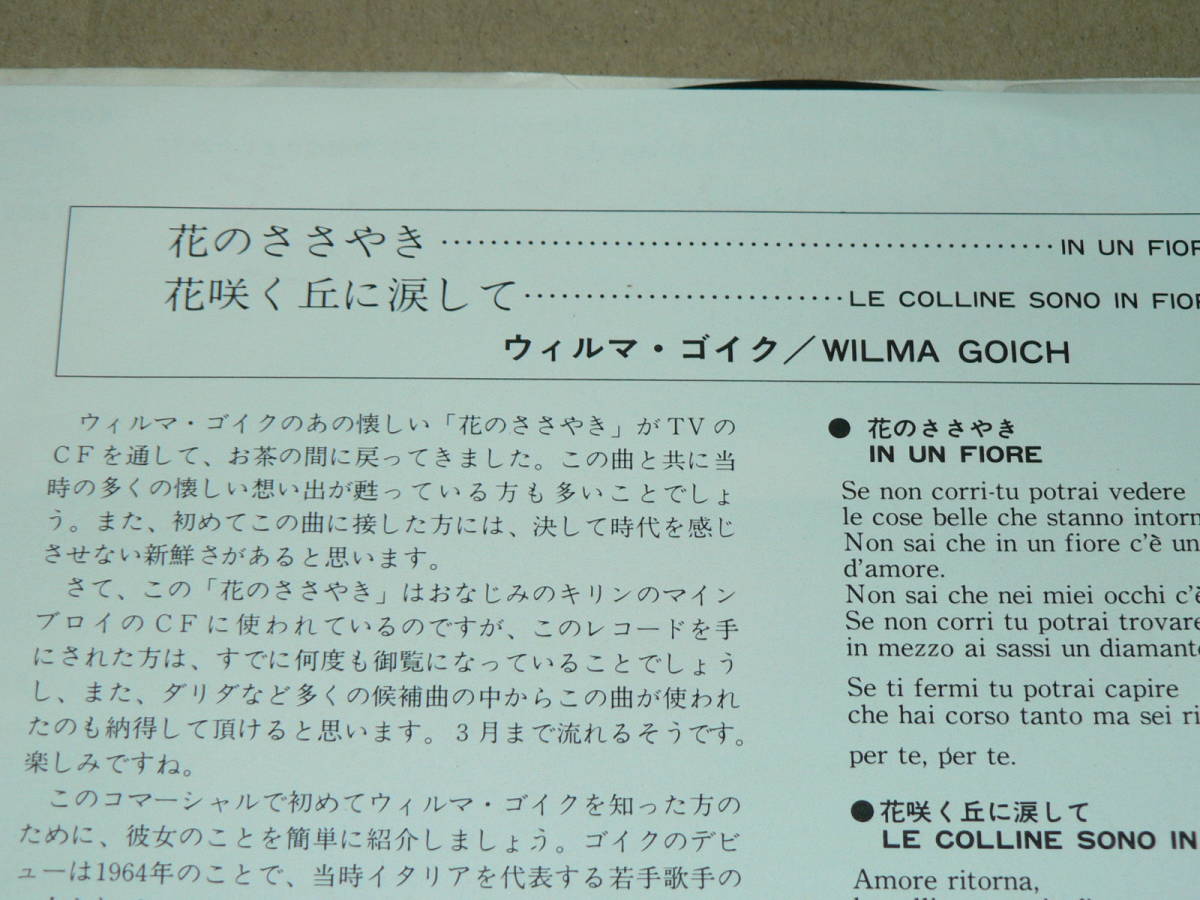 花のささやき…………………………………………………IN UN FIOR
花咲く丘に涙して…………………………LE COLLINE SONO IN FIOR
ウィルマ・ゴイク／WILMA GOICH
ウィルマ・ゴイクのあの懐しい「花のささやき」がTVの
CFを通して、お茶の間に戻ってきました。この曲と共に当
時の多くの懐しい想い出が甦っている方も多いことでしょ
う。また、初めてこの曲に接した方には、決して時代を感じ
させない新鮮さがあると思います。
さて、この「花のささやき」はおなじみのキリンのマイン
ブロイのCFに使われているのですが、このレコードを手
にされた方は、すでに何度も御覧になっていることでしょう
し、また、ダリダなど多くの候補曲の中からこの曲が使われ
たのも納得して頂けると思います。3月まで流れるそうです。
楽しみですね。
このコマーシャルで初めてウィルマ・ゴイクを知った方の
ために、彼女のことを簡単に紹介しましょう。ゴイクのデビ
ューは1964年のことで、当時イタリアを代表する若手歌手の
● 花のささやき
IN UN FIORE
Se non corri-tu potrai vedere
le cose belle che stanno intorn
Non sai che in un fiore c'è un
d'amore.
Non sai che nei miei occhi c'è
Se non corri tu potrai trovare
in mezzo ai sassi un diamante
Se ti fermi tu potrai capire
che hai corso tanto ma sei ri
per te, per te.
●花咲く丘に涙して
LE COLLINE SONO IN
Amore ritorna,